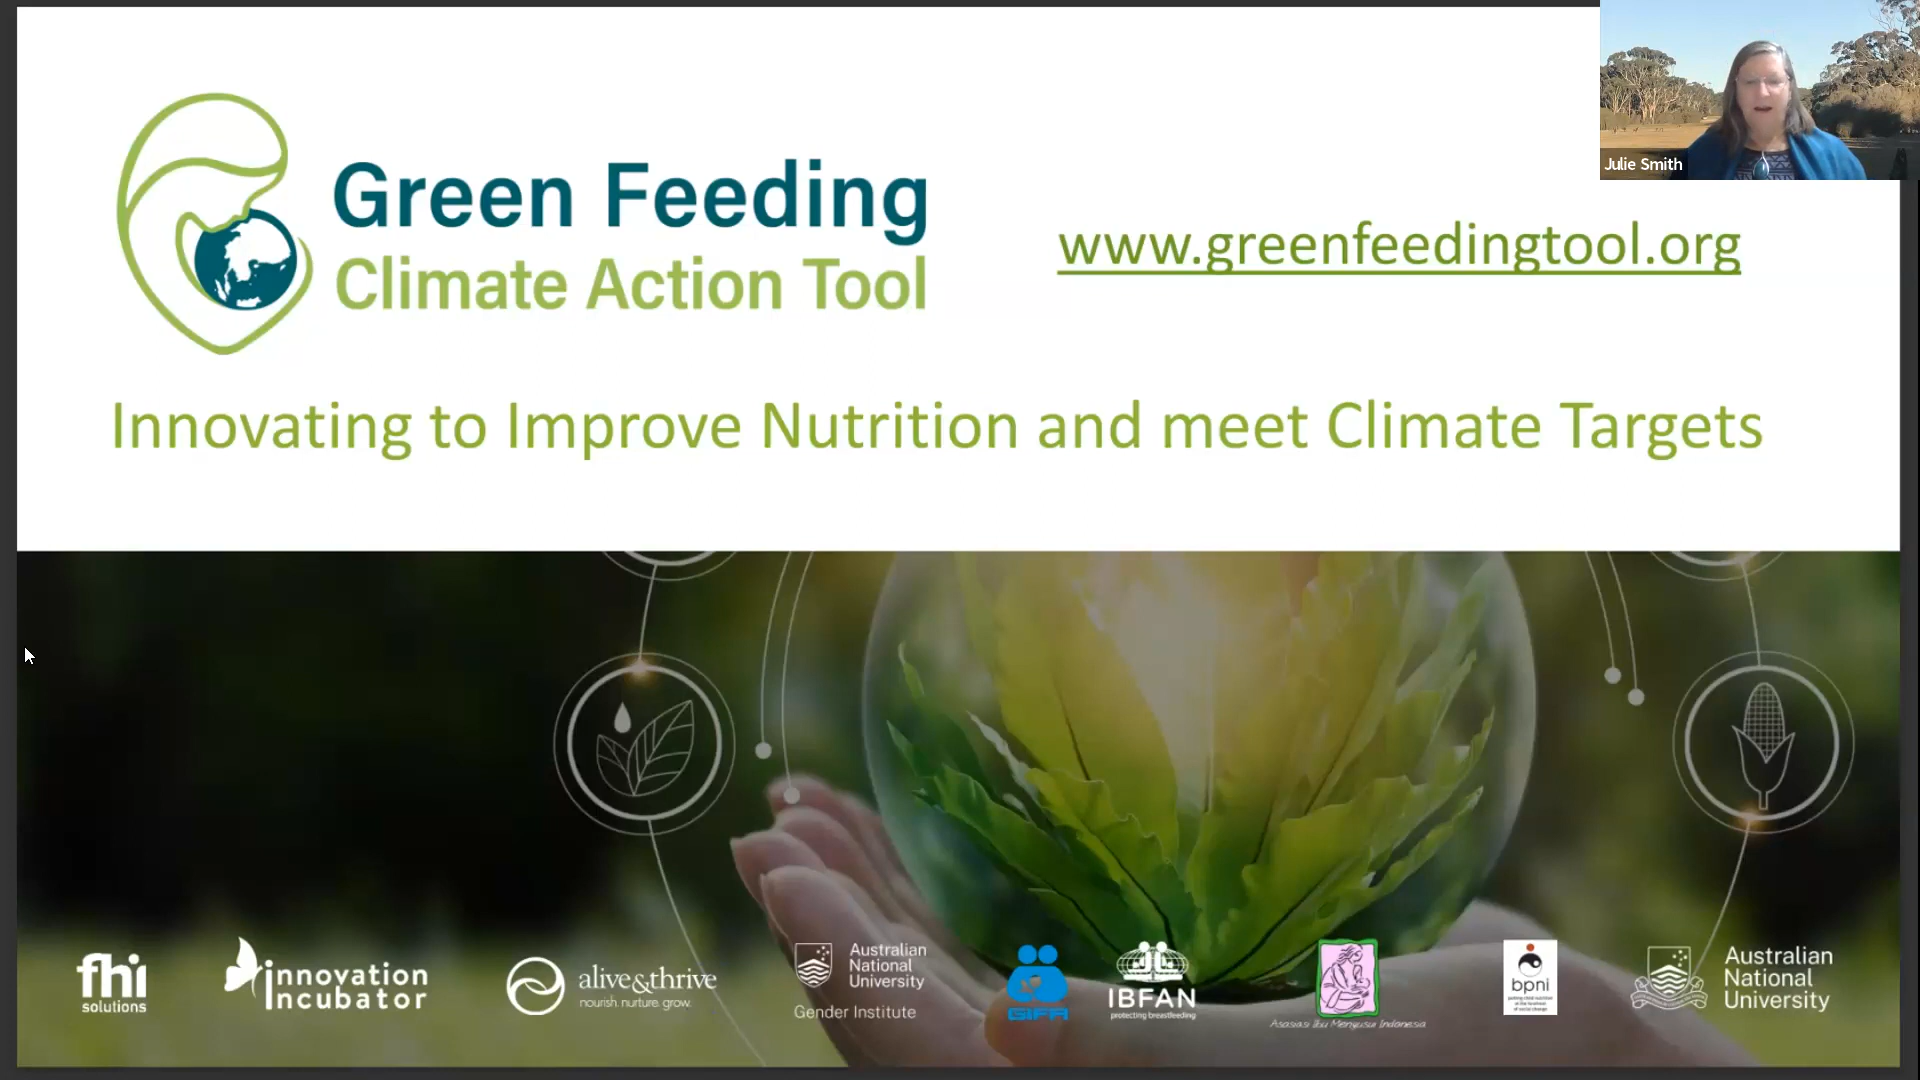 Julie Smith
Green Feeding
Climate Action Tool
www.greenfeedingtool.org
Innovating to Improve Nutrition and meet Climate Targets
fhi
solutions
innovation
incubator
alive&thrive
nourish. nurture. grow.
Australian
National
University
Gender Institute
GIFA
IBFAN
protecting breastfeeding
Asosiasi Ibu Menyusui Indonesia
bpni
Australian
National
University